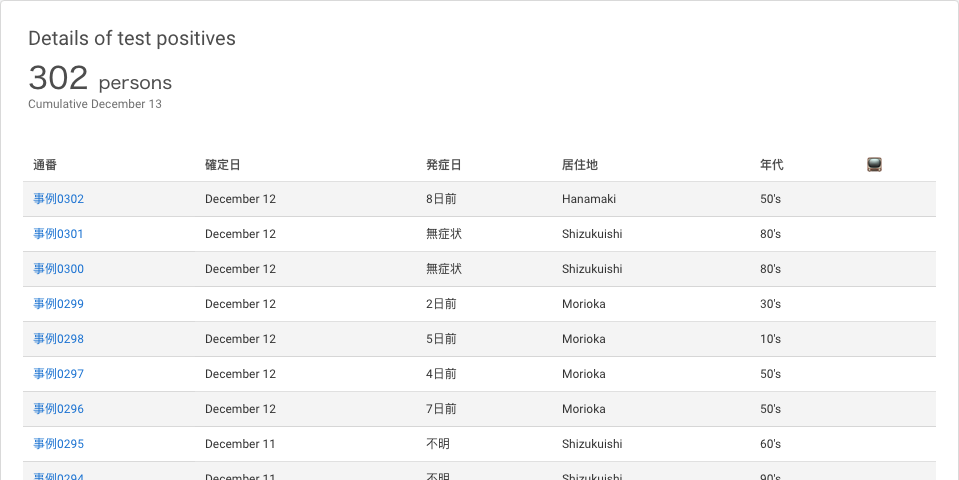 Details of test positives
302 persons
Cumulative December 13
通番 確定日 発症日 居住地 年代
事例0302 December 12 8日前 Hanamaki 50's
事例0301 December 12 無症状 Shizukuishi 80's
事例0300 December 12 無症状 Shizukuishi 80's
事例0299 December 12 2日前 Morioka 30's
事例0298 December 12 5日前 Morioka 10's
事例0297 December 12 4日前 Morioka 50's
事例0296 December 12 7日前 Morioka 50's
事例0295 December 11 不明 Shizukuishi 60's
事例0294 December 11 不明 Shizukuishi 90's